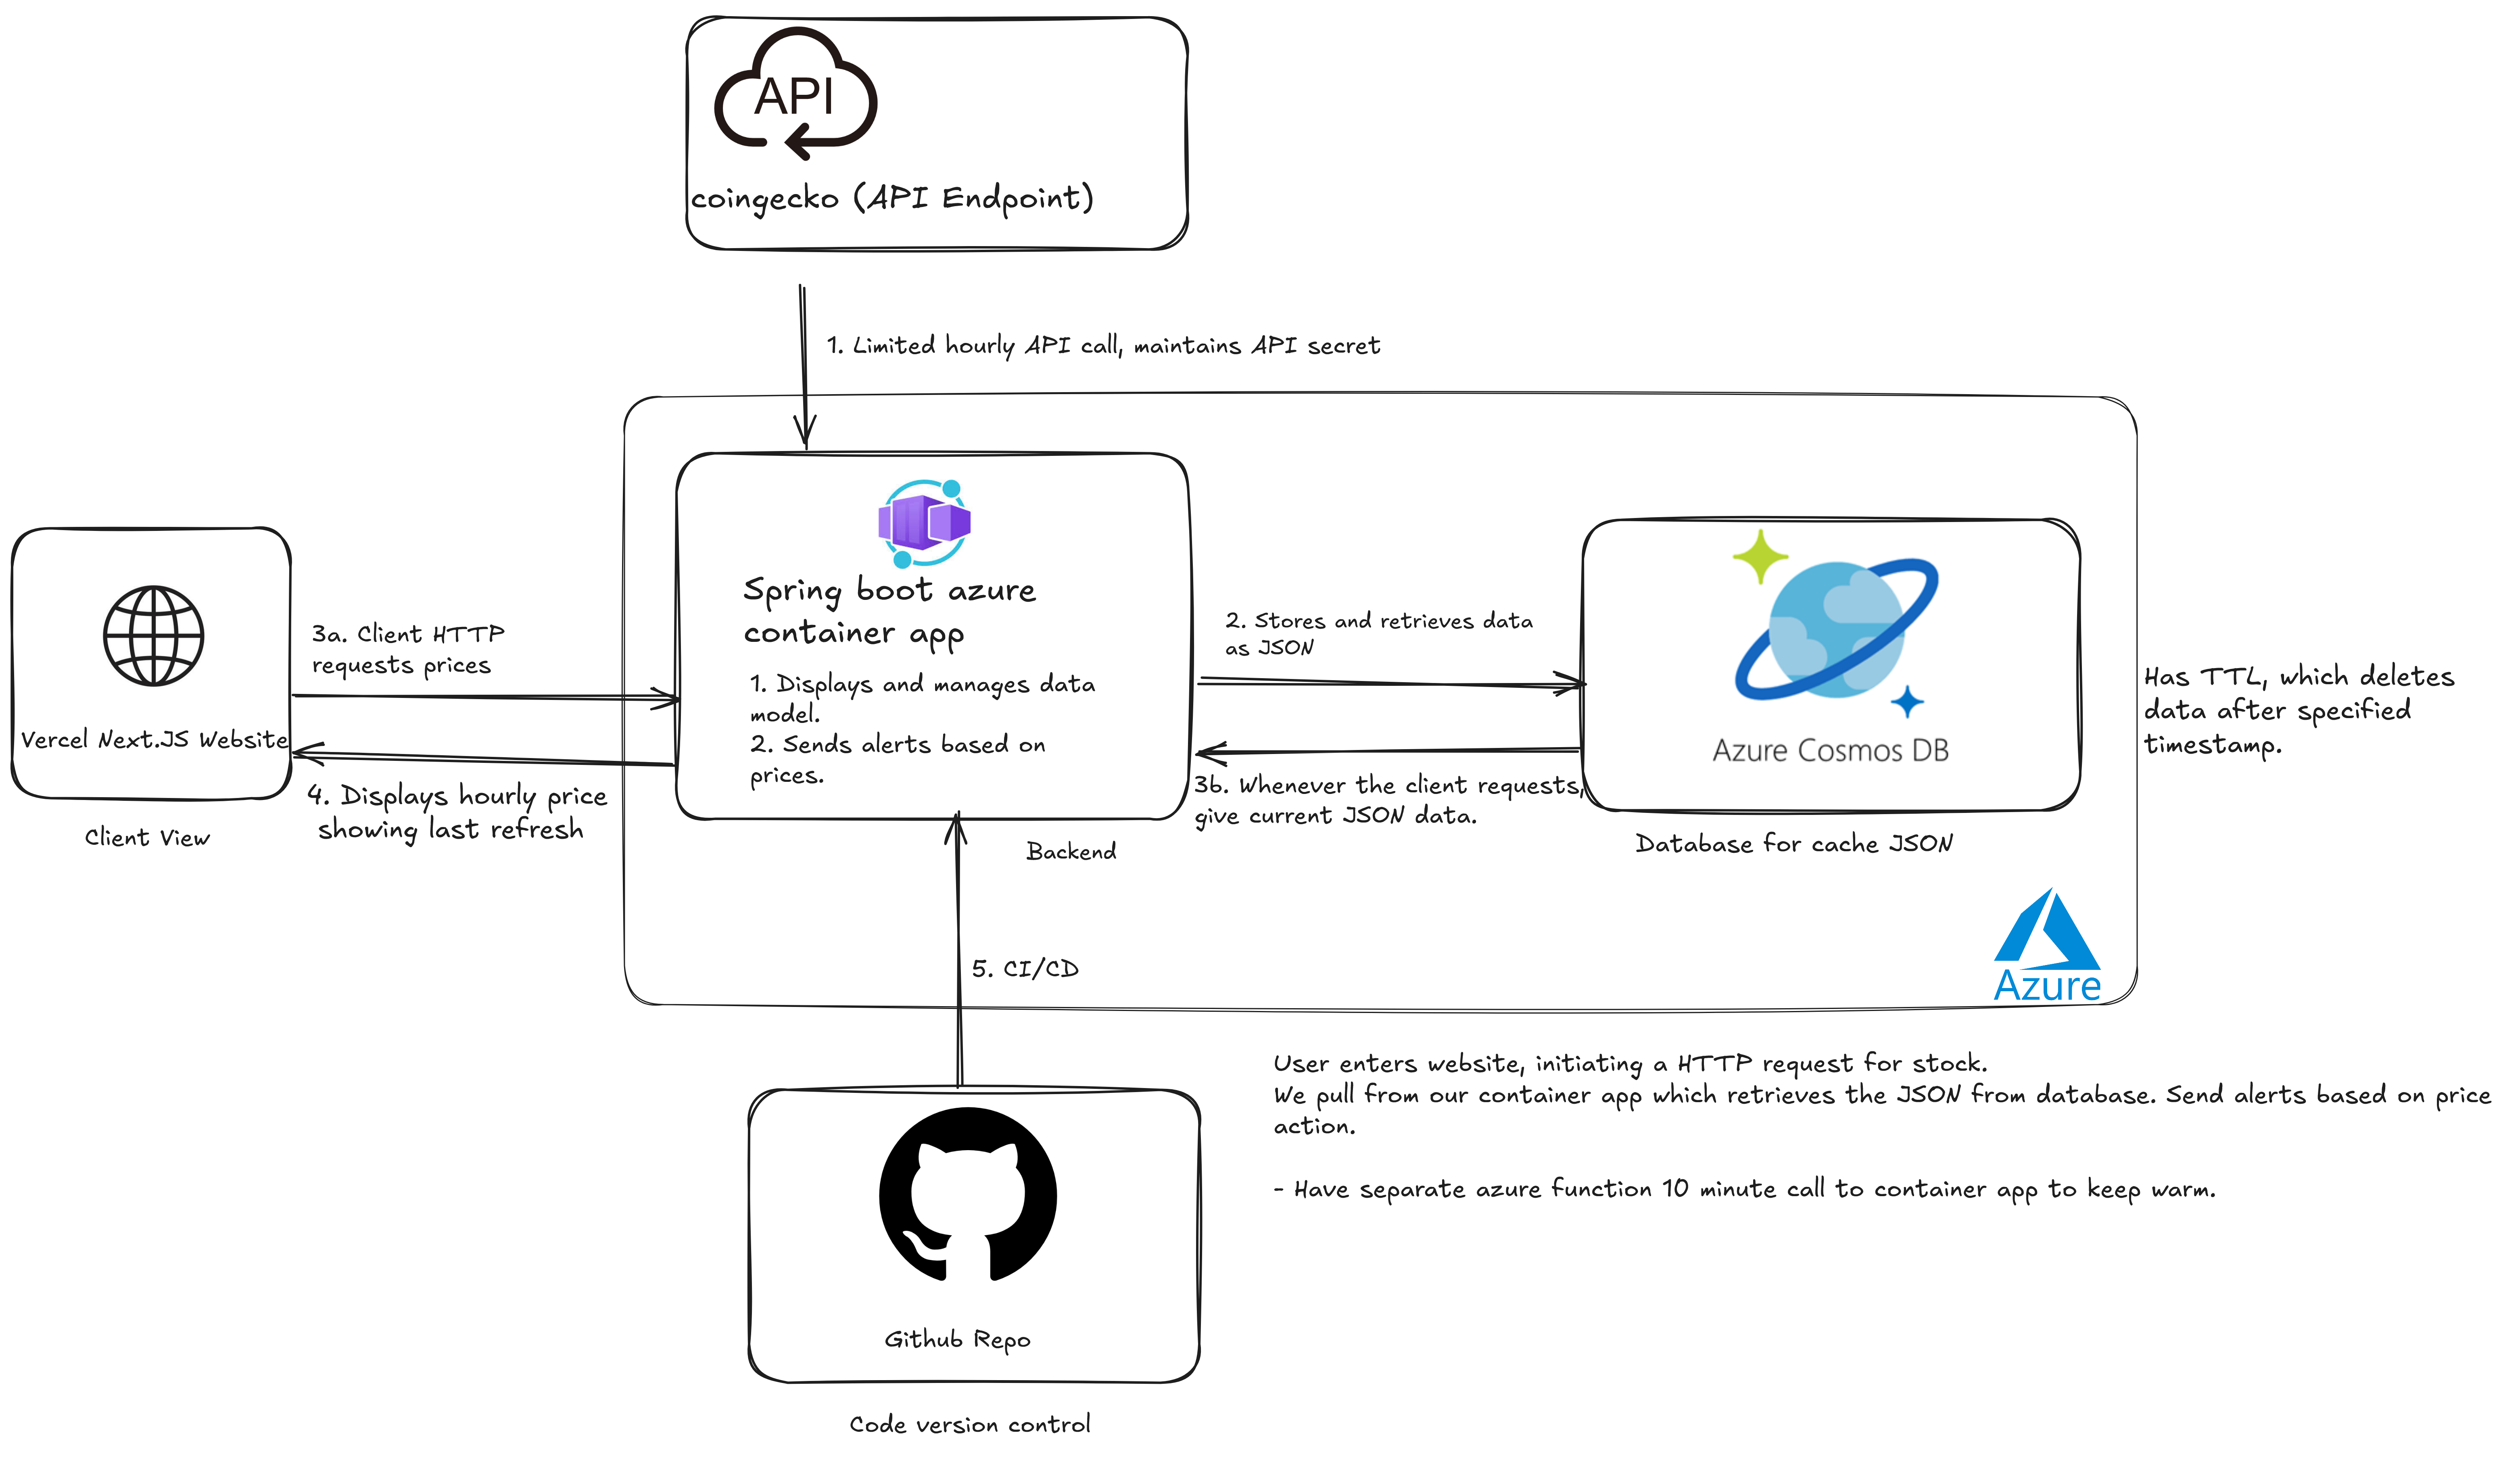 API
coingecko (API Endpoint)
1. Limited hourly API call, maintains API secret
Spring boot azure
container app
1. Displays and manages data
model.
2. Sends alerts based on
prices.
Backend
3a. Client HTTP
requests prices
Vercel Next.JS Website
Client View
4. Displays hourly price
showing last refresh
2. Stores and retrieves data
as JSON
3b. Whenever the client requests,
give current JSON data.
Azure Cosmos DB
Database for cache JSON
Has TTL, which deletes
data after specified
timestamp.
Azure
5. CI/CD
Github Repo
Code version control
User enters website, initiating a HTTP request for stock.
We pull from our container app which retrieves the JSON from database. Send alerts based on price
action.
- Have separate azure function 10 minute call to container app to keep warm.